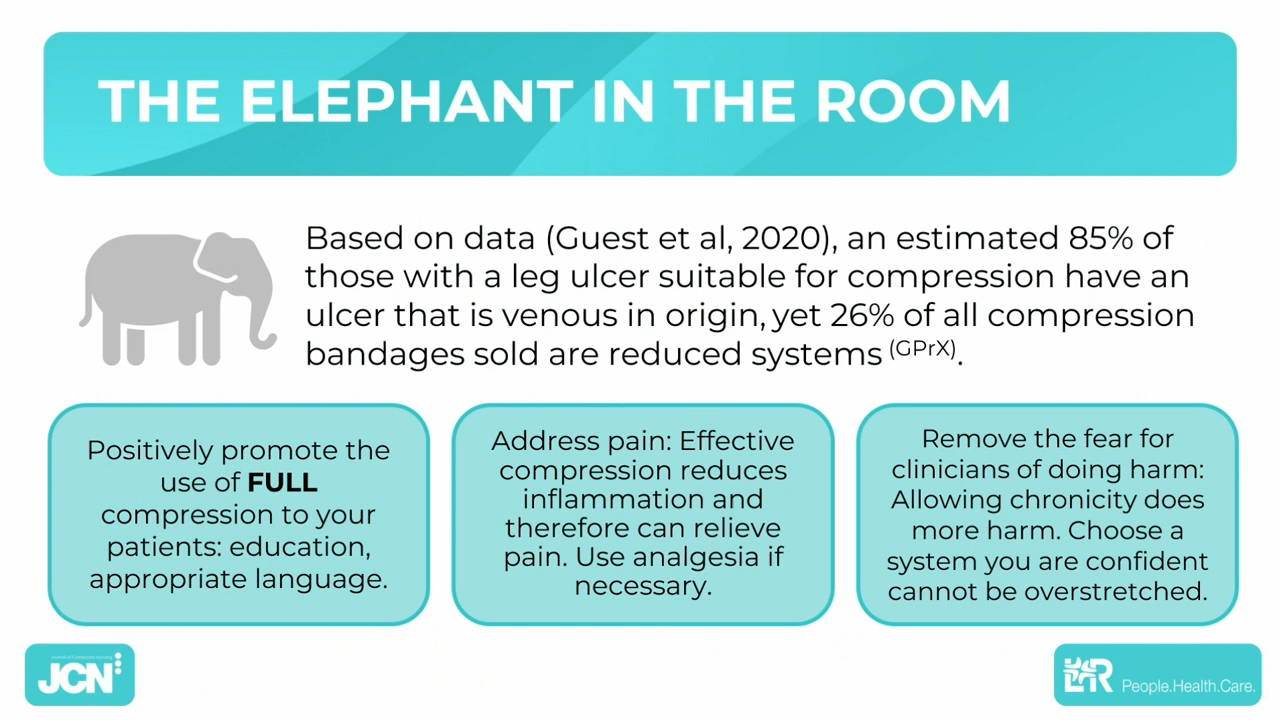 THE ELEPHANT IN THE ROOM
Based on data (Guest et al, 2020), an estimated 85% of
those with a leg ulcer suitable for compression have an
ulcer that is venous in origin, yet 26% of all compression
bandages sold are reduced systems (GPrX).
Positively promote the
use of FULL
compression to your
patients: education,
appropriate language.
Address pain: Effective
compression reduces
inflammation and
therefore can relieve
pain. Use analgesia if
necessary.
Remove the fear for
clinicians of doing harm:
Allowing chronicity does
more harm. Choose a
system you are confident
cannot be overstretched.
Journal of Community Nursing
JCN
L&R
People.Health.Care.